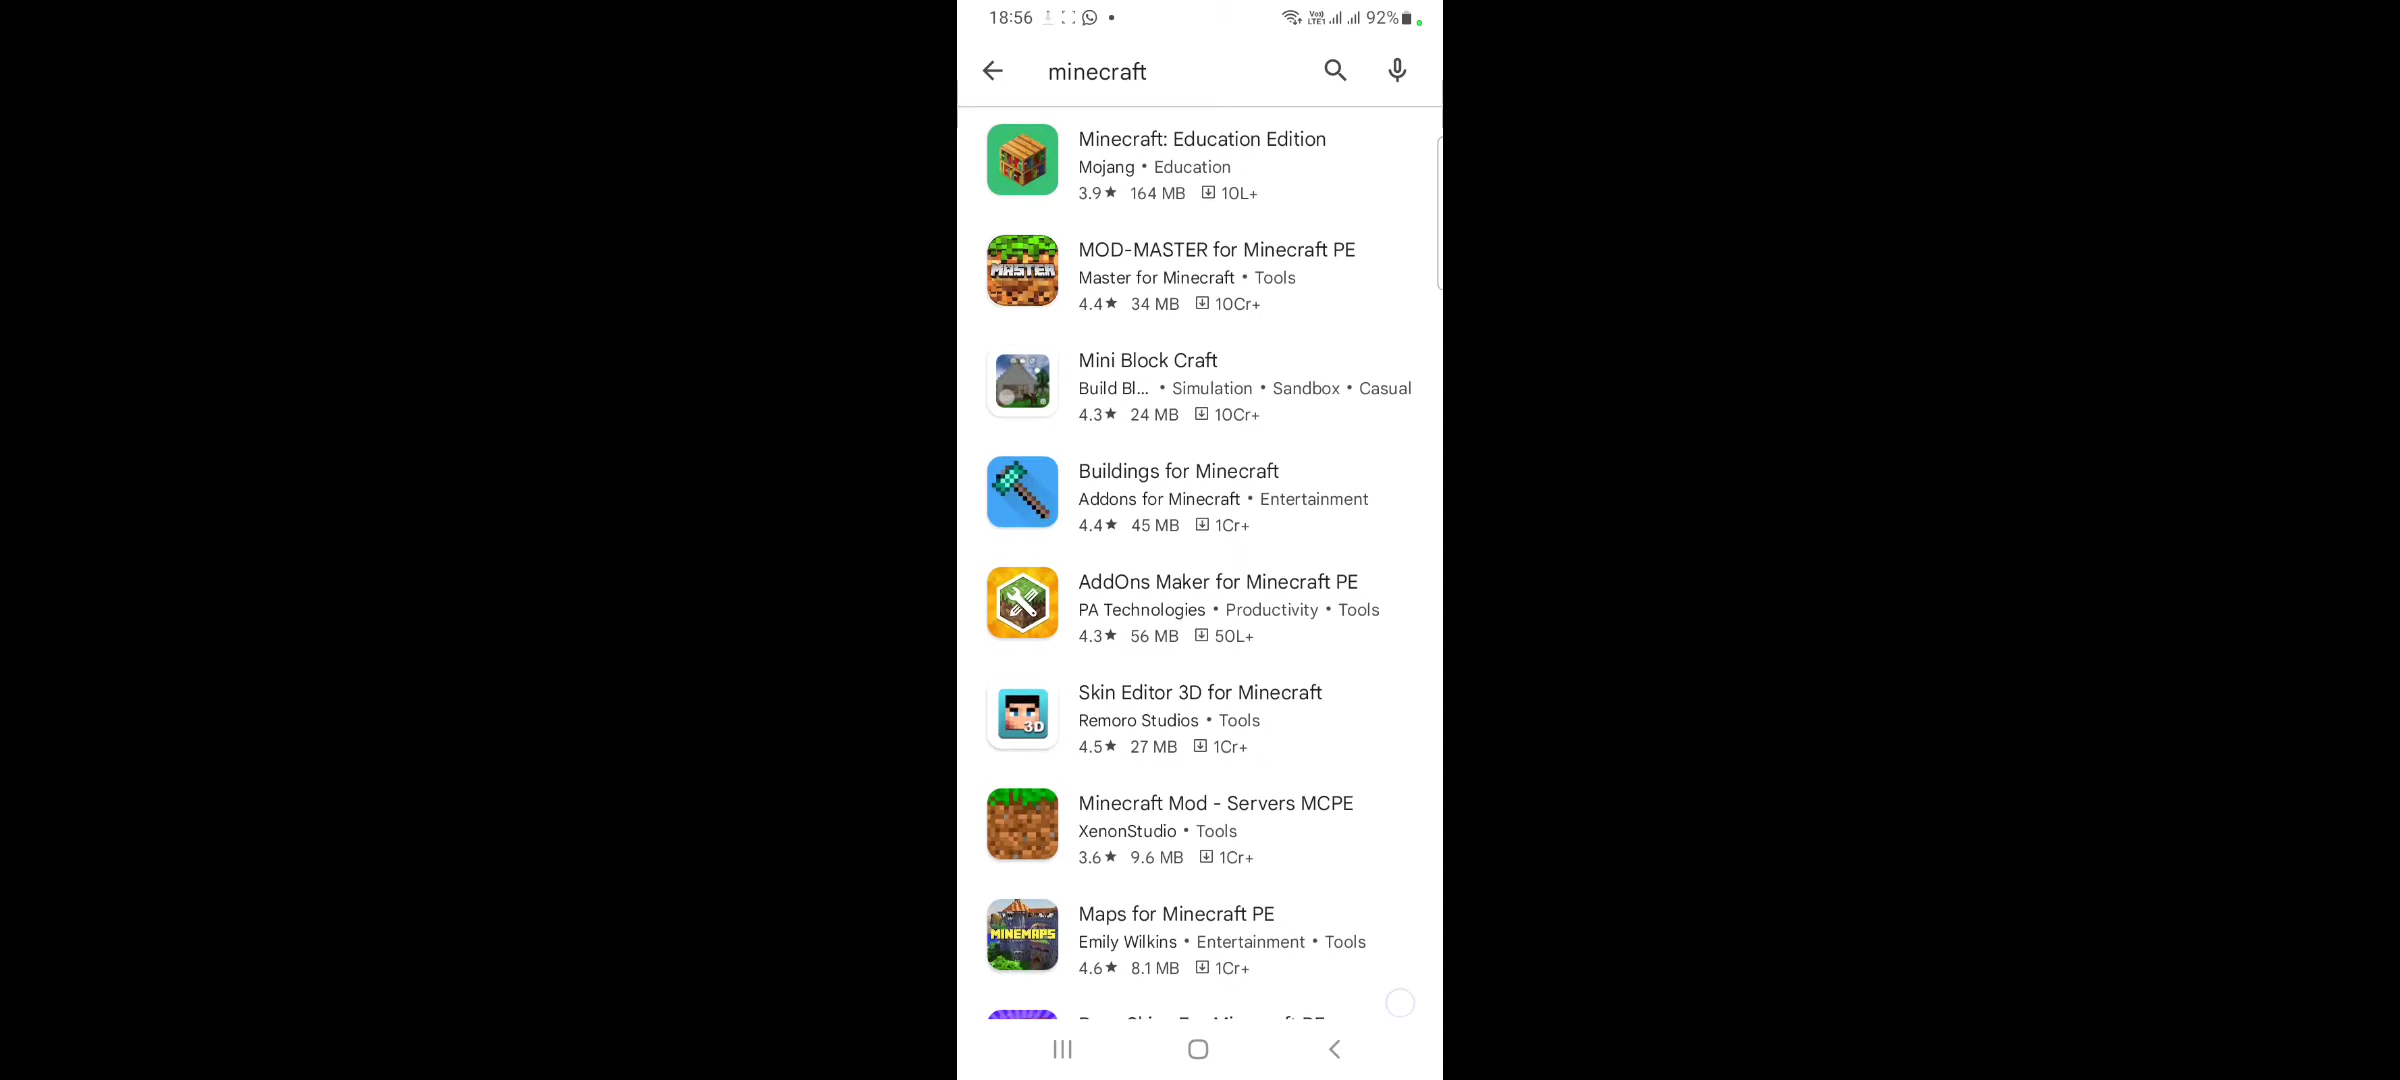 18:56 Vo)) LTE1 92%
minecraft
Minecraft: Education Edition
Mojang • Education
3.9★ 164 MB 10L+
MASTER
MOD-MASTER for Minecraft PE
Master for Minecraft • Tools
4.4★ 34 MB 10Cr+
Mini Block Craft
Build Bl... • Simulation • Sandbox • Casual
4.3★ 24 MB 10Cr+
Buildings for Minecraft
Addons for Minecraft • Entertainment
4.4★ 45 MB 1Cr+
AddOns Maker for Minecraft PE
PA Technologies • Productivity • Tools
4.3★ 56 MB 50L+
3D
Skin Editor 3D for Minecraft
Remoro Studios • Tools
4.5★ 27 MB 1Cr+
Minecraft Mod - Servers MCPE
XenonStudio • Tools
3.6★ 9.6 MB 1Cr+
MINEMAPS
Maps for Minecraft PE
Emily Wilkins • Entertainment • Tools
4.6★ 8.1 MB 1Cr+